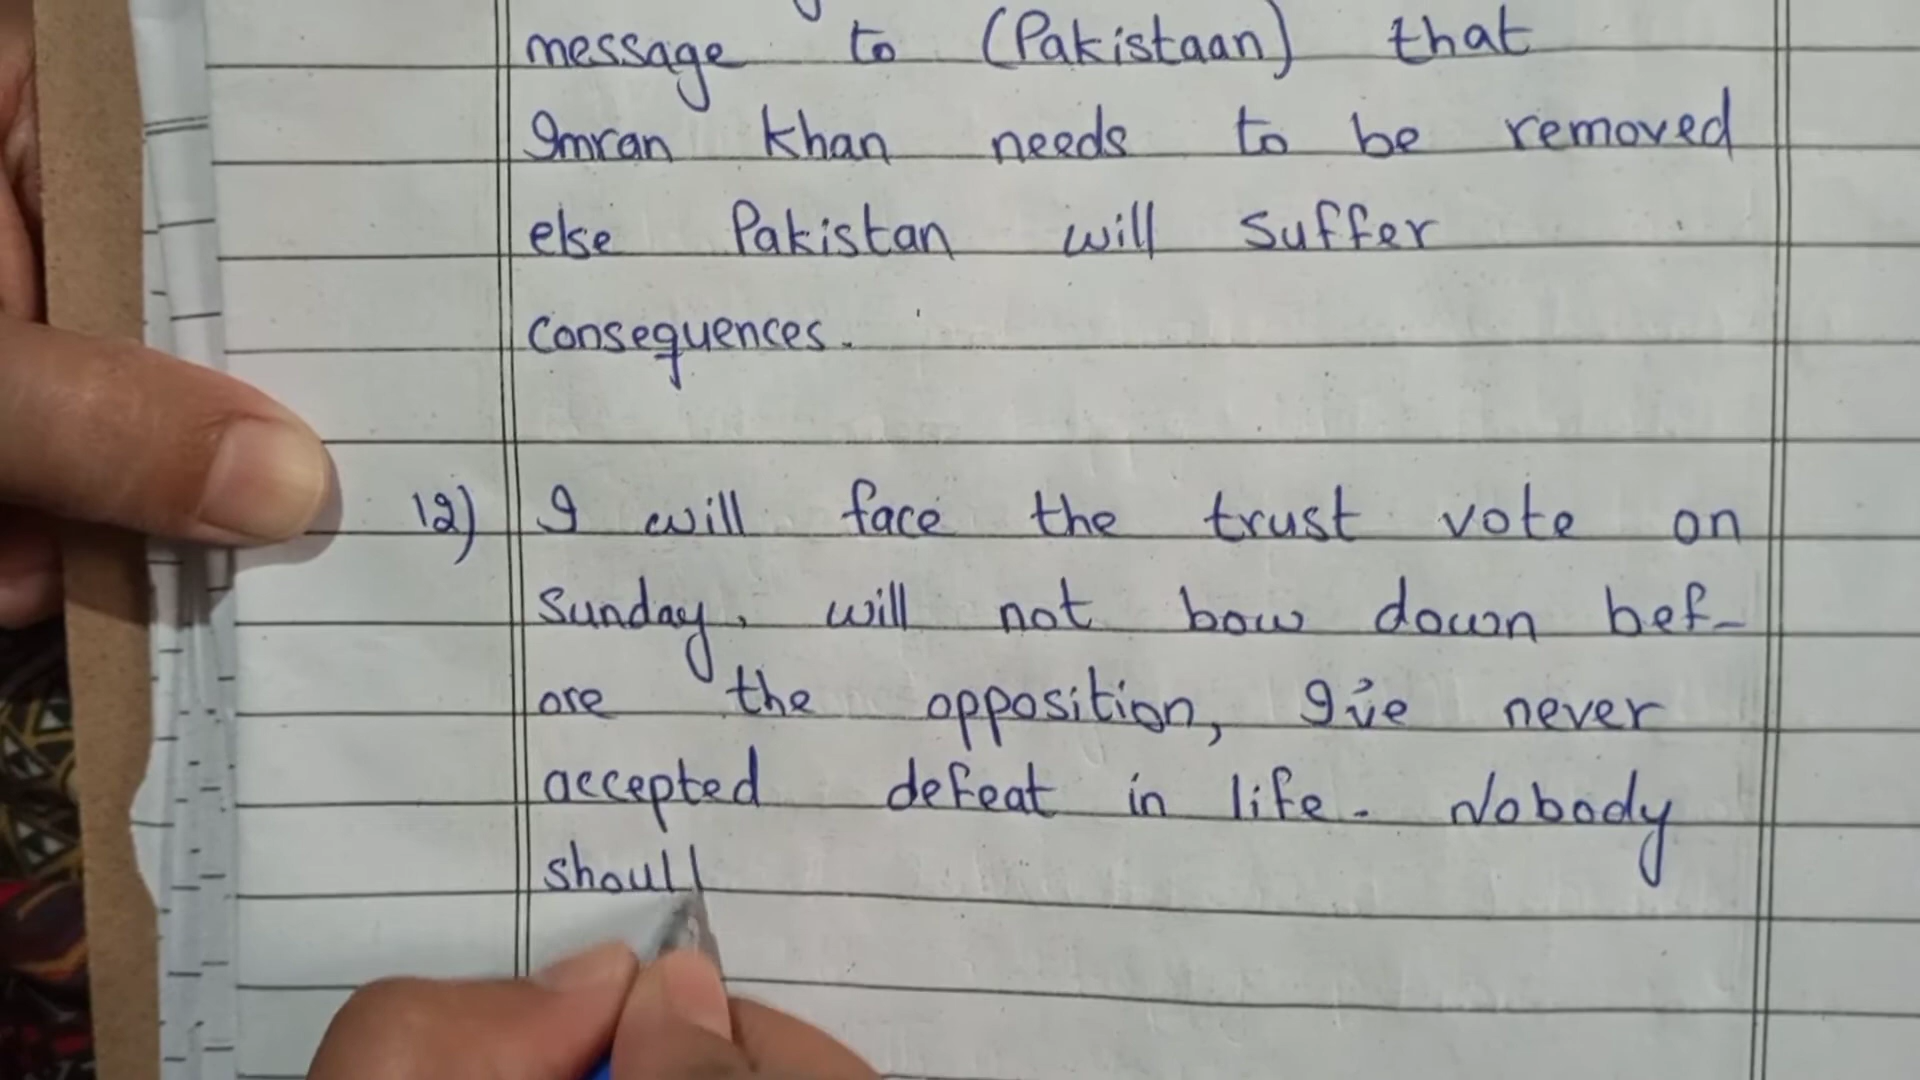 message to (Pakistaan) that
Imran Khan needs to be removed
else Pakistan will suffer
consequences.
12) I will face the trust vote on
Sunday, will not bow down bef-
ore the opposition, I've never
accepted defeat in life. Nobody
shoul